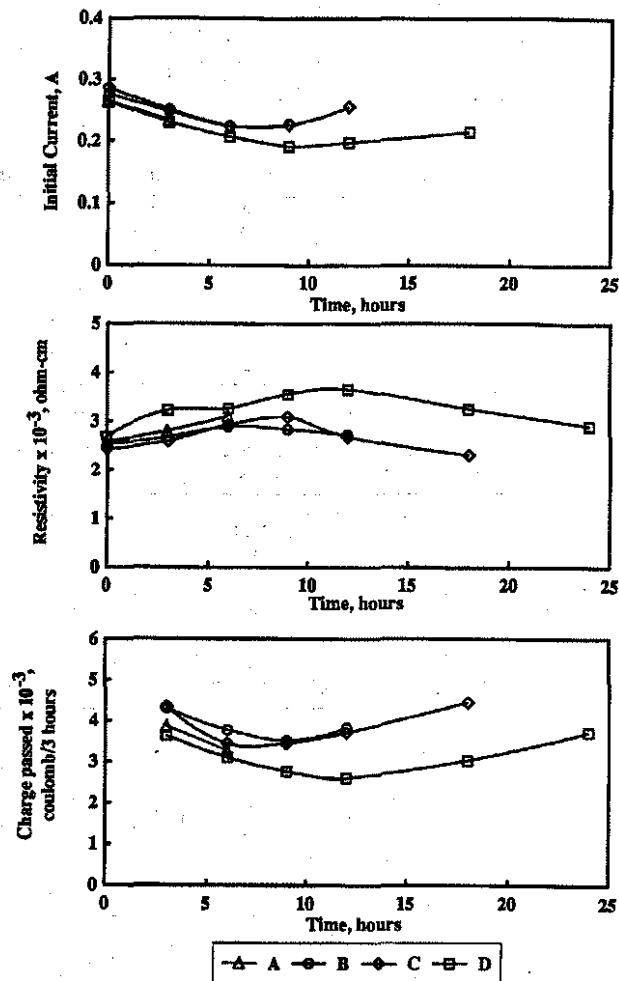 0.4
0.3
0.2
0.1
0
Initial Current, A
0 5 10 15 20 25
Time, hours
5
4
3
2
1
0
Resistivity x 10⁻³, ohm-cm
0 5 10 15 20 25
Time, hours
6
5
4
3
2
1
0
Charge passed x 10⁻³,
coulomb/3 hours
0 5 10 15 20 25
Time, hours
A B C D